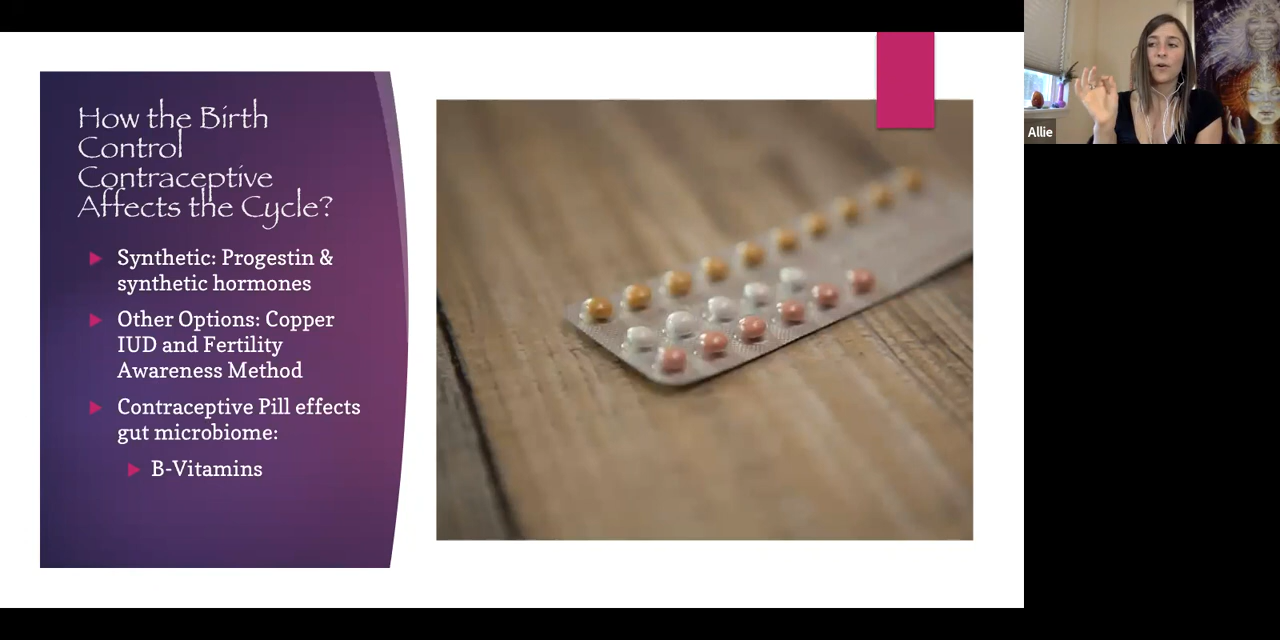 How the Birth
Control
Contraceptive
Affects the Cycle?
Synthetic: Progestin &
synthetic hormones
Other Options: Copper
IUD and Fertility
Awareness Method
Contraceptive Pill effects
gut microbiome:
B-Vitamins
Allie